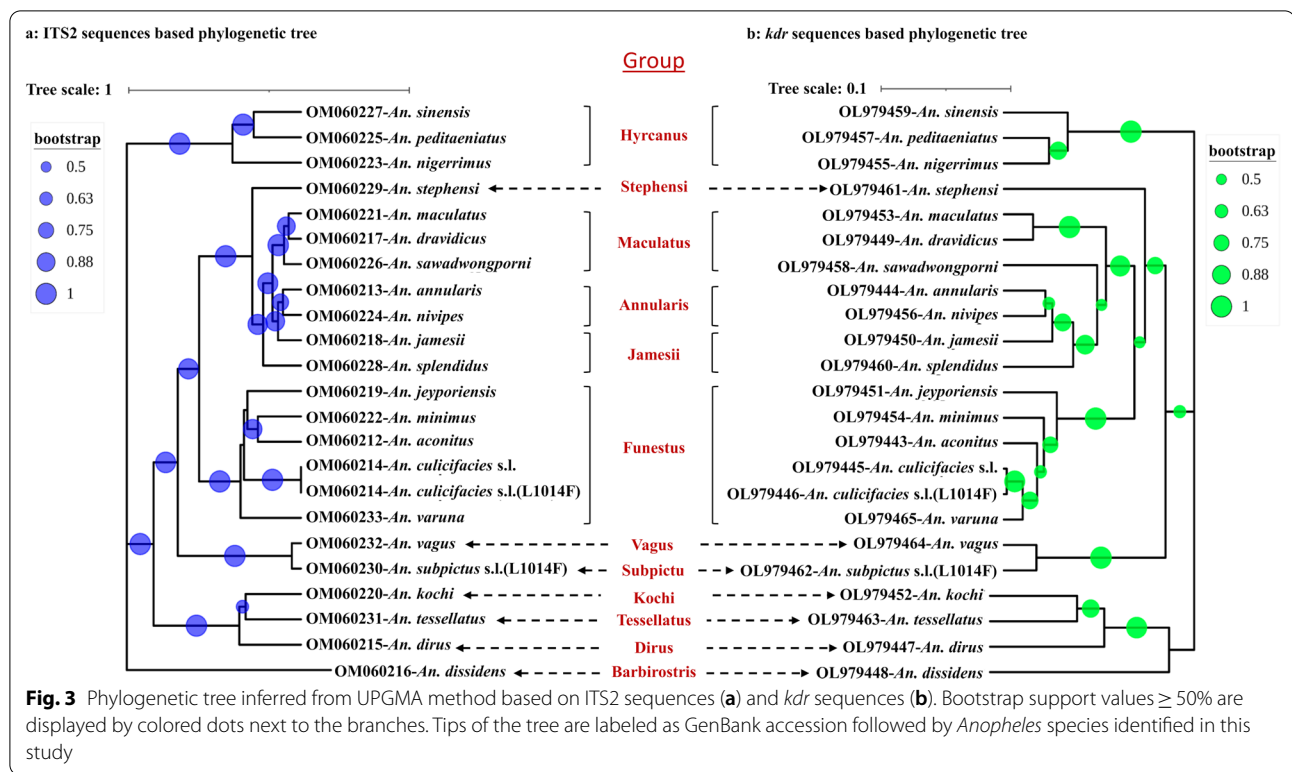 a: ITS2 sequences based phylogenetic tree
b: kdr sequences based phylogenetic tree
Group
Tree scale: 1
Tree scale: 0.1
bootstrap
0.5
0.63
0.75
0.88
1
OM060227-An. sinensis
OM060225-An. peditaeniatus
OM060223-An. nigerrimus
OM060229-An. stephensi
OM060221-An. maculatus
OM060217-An. dravidicus
OM060226-An. sawadwongporni
OM060213-An. annularis
OM060224-An. nivipes
OM060218-An. jamesii
OM060228-An. splendidus
OM060219-An. jeyporiensis
OM060222-An. minimus
OM060212-An. aconitus
OM060214-An. culicifacies s.l.
OM060214-An. culicifacies s.l.(L1014F)
OM060233-An. varuna
OM060232-An. vagus
OM060230-An. subpictus s.l.(L1014F)
OM060220-An. kochi
OM060231-An. tessellatus
OM060215-An. dirus
OM060216-An. dissidens
Hyrcanus
Stephensi
Maculatus
Annularis
Jamesii
Funestus
Vagus
Subpictu
Kochi
Tessellatus
Dirus
Barbirostris
OL979459-An. sinensis
OL979457-An. peditaeniatus
OL979455-An. nigerrimus
OL979461-An. stephensi
OL979453-An. maculatus
OL979449-An. dravidicus
OL979458-An. sawadwongporni
OL979444-An. annularis
OL979456-An. nivipes
OL979450-An. jamesii
OL979460-An. splendidus
OL979451-An. jeyporiensis
OL979454-An. minimus
OL979443-An. aconitus
OL979445-An. culicifacies s.l.
OL979446-An. culicifacies s.l.(L1014F)
OL979465-An. varuna
OL979464-An. vagus
OL979462-An. subpictus s.l.(L1014F)
OL979452-An. kochi
OL979463-An. tessellatus
OL979447-An. dirus
OL979448-An. dissidens
bootstrap
0.5
0.63
0.75
0.88
1
Fig. 3 Phylogenetic tree inferred from UPGMA method based on ITS2 sequences (a) and kdr sequences (b). Bootstrap support values ≥ 50% are
displayed by colored dots next to the branches. Tips of the tree are labeled as GenBank accession followed by Anopheles species identified in this
study